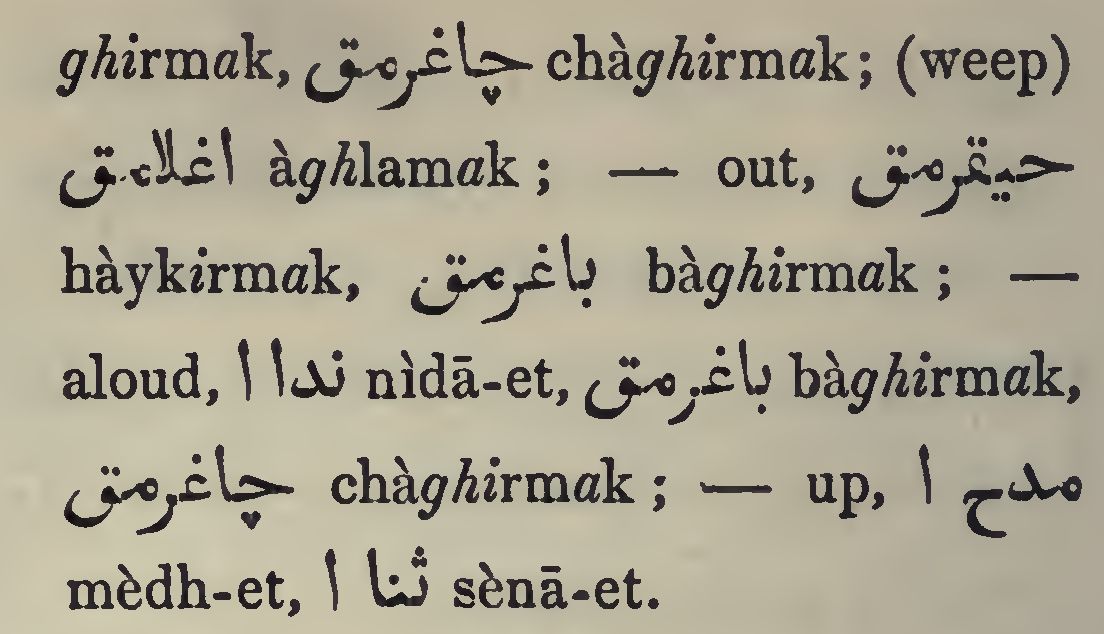 ghirmak, چاغرمق chàghirmak; (weep)
اغلامق àghlamak; — out, حيقرمق
hàykirmak, باغرمق bàghirmak; —
aloud, ندا ا nìdā-et, باغرمق bàghirmak,
چاغرمق chàghirmak; — up, مدح ا
mèdh-et, ثنا ا sènā-et.